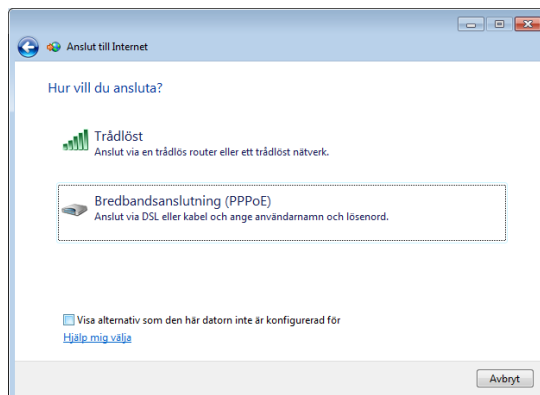 Anslut till Internet
Hur vill du ansluta?
Trådlöst
Anslut via en trådlös router eller ett trådlöst nätverk.
Bredbandsanslutning (PPPoE)
Anslut via DSL eller kabel och ange användarnamn och lösenord.
Visa alternativ som den här datorn inte är konfigurerad för
Hjälp mig välja
Avbryt